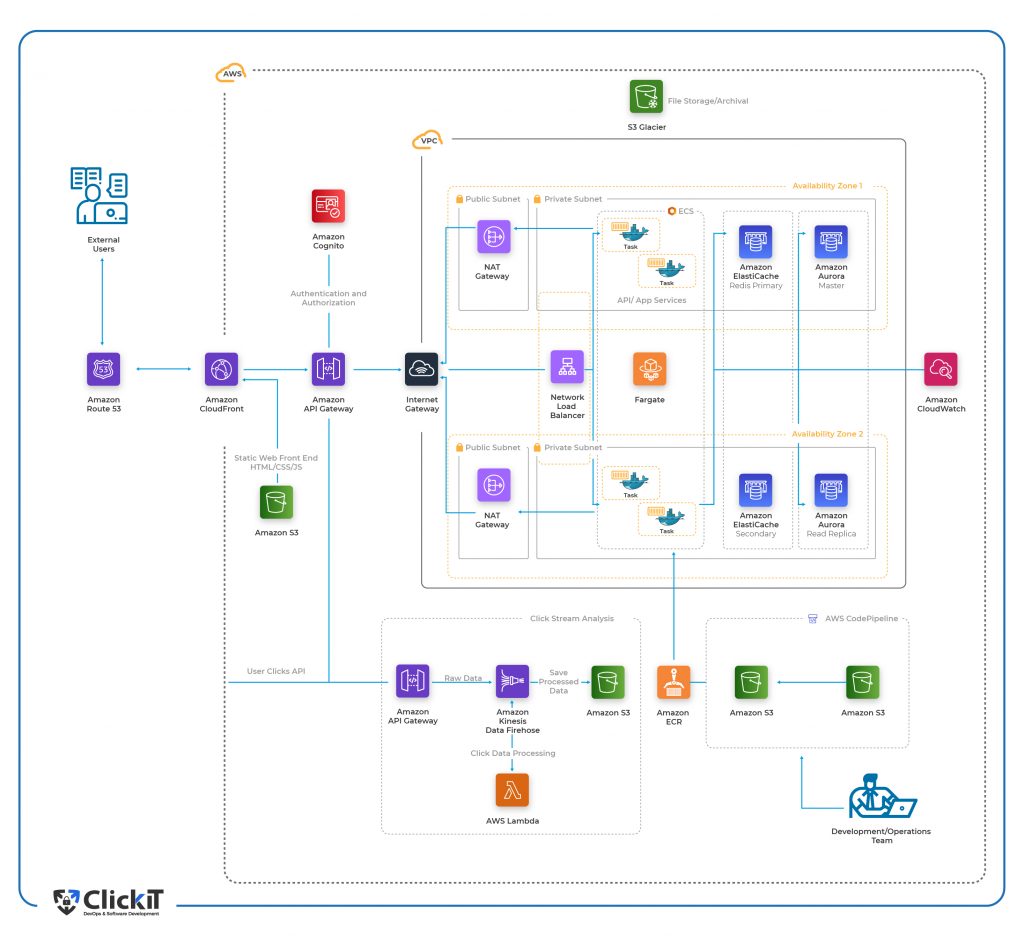 AWS
File Storage/Archival
S3 Glacier
VPC
Availability Zone 1
Public Subnet
Private Subnet
ECS
External
Users
Amazon
Cognito
NAT
Gateway
Task
Task
API/ App Services
Amazon
ElastiCache
Redis Primary
Amazon
Aurora
Master
Authentication and
Authorization
53
Amazon
Route 53
Amazon
CloudFront
Amazon
API Gateway
Internet
Gateway
Network
Load
Balancer
Fargate
Amazon
CloudWatch
Availability Zone 2
Public Subnet
Private Subnet
Static Web Front End
HTML/CSS/JS
Amazon S3
NAT
Gateway
Task
Task
Amazon
ElastiCache
Secondary
Amazon
Aurora
Read Replica
Click Stream Analysis
AWS CodePipeline
User Clicks API
Amazon
API Gateway
Raw Data
Amazon
Kinesis
Data Firehose
Save
Processed
Data
Amazon S3
Amazon
ECR
Amazon S3
Amazon S3
Click Data Processing
AWS Lambda
Development/Operations
Team
ClickIT
DevOps & Software Development